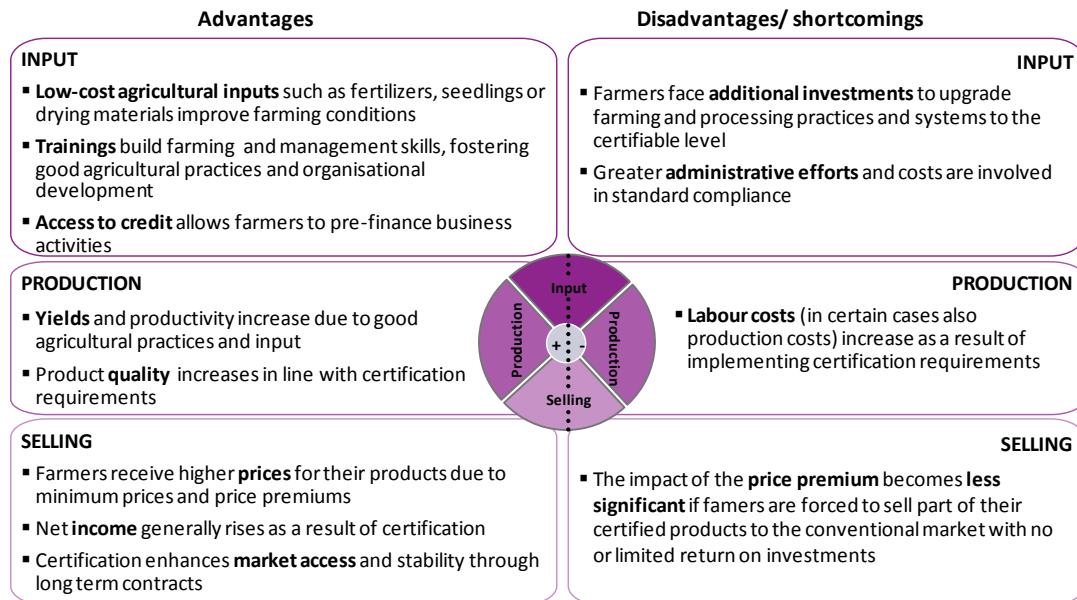 Advantages
Disadvantages/ shortcomings
INPUT
▪ Low-cost agricultural inputs such as fertilizers, seedlings or
drying materials improve farming conditions
▪ Trainings build farming and management skills, fostering
good agricultural practices and organisational
development
▪ Access to credit allows farmers to pre-finance business
activities
INPUT
▪ Farmers face additional investments to upgrade
farming and processing practices and systems to the
certifiable level
▪ Greater administrative efforts and costs are involved
in standard compliance
PRODUCTION
▪ Yields and productivity increase due to good
agricultural practices and input
▪ Product quality increases in line with certification
requirements
Input
Production
+ -
Production
Selling
PRODUCTION
▪ Labour costs (in certain cases also
production costs) increase as a result of
implementing certification requirements
SELLING
▪ Farmers receive higher prices for their products due to
minimum prices and price premiums
▪ Net income generally rises as a result of certification
▪ Certification enhances market access and stability through
long term contracts
SELLING
▪ The impact of the price premium becomes less
significant if famers are forced to sell part of their
certified products to the conventional market with no
or limited return on investments